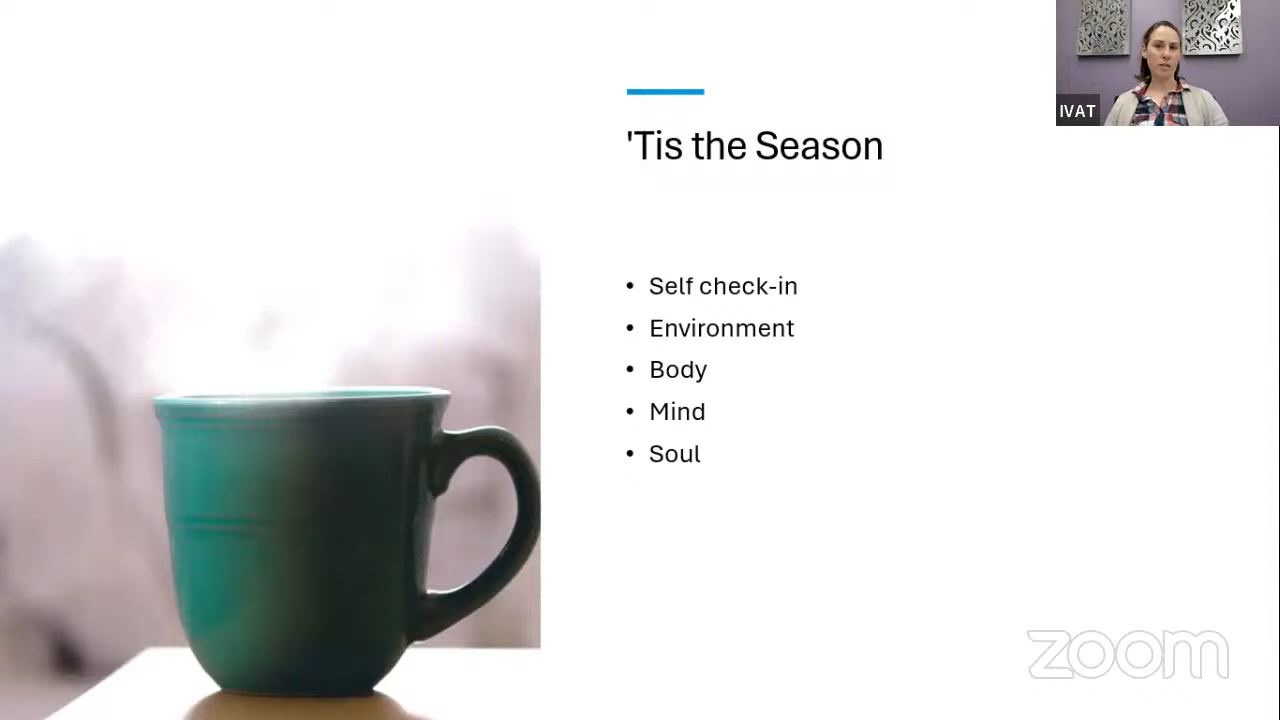 'Tis the Season
• Self check-in
• Environment
• Body
• Mind
• Soul
IVAT
zoom